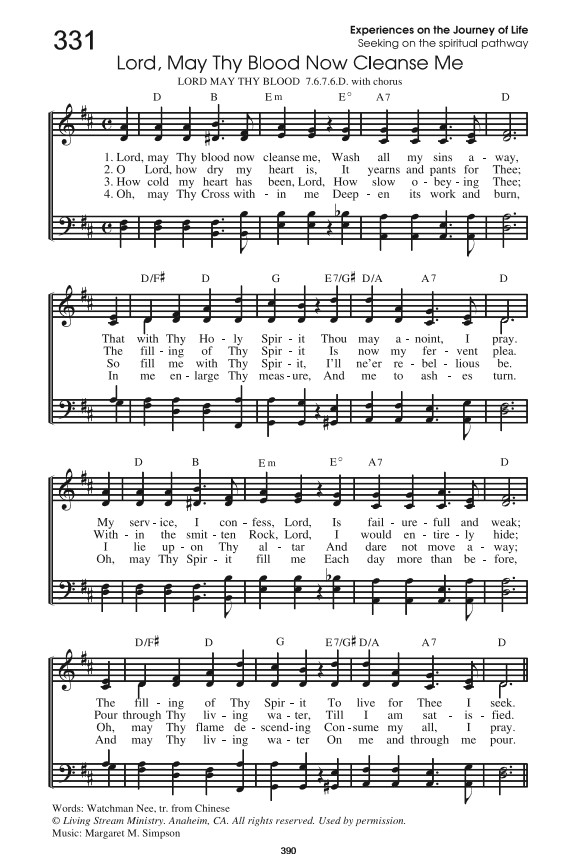 331
Experiences on the Journey of Life
Seeking on the spiritual pathway
Lord, May Thy Blood Now Cleanse Me
LORD MAY THY BLOOD 7.6.7.6.D. with chorus
D B Em E° A7 D
1. Lord, may Thy blood now cleanse me, Wash all my sins a - way,
2. O Lord, how dry my heart is, It yearns and pants for Thee;
3. How cold my heart has been, Lord, How slow o - bey - ing Thee;
4. Oh, may Thy Cross with - in me Deep - en its work and burn,
D/F♯ D G E7/G♯ D/A A7 D
That with Thy Ho - ly Spir - it Thou may a - noint, I pray.
The fill - ing of Thy Spir - it Is now my fer - vent plea.
So fill me with Thy Spir - it, I'll ne'er re - bel - lious be.
In me en - large Thy meas - ure, And me to ash - es turn.
D B Em E° A7 D
My serv - ice, I con - fess, Lord, Is fail - ure - full and weak;
With - in the smit - ten Rock, Lord, I would en - tire - ly hide;
I lie up - on Thy al - tar And dare not move a - way;
Oh, may Thy Spir - it fill me Each day more than be - fore,
D/F♯ D G E7/G♯ D/A A7 D
The fill - ing of Thy Spir - it To live for Thee I seek.
Pour through Thy liv - ing wa - ter, Till I am sat - is - fied.
Oh, may Thy flame de - scend - ing Con - sume my all, I pray.
And may Thy liv - ing wa - ter On me and through me pour.
Words: Watchman Nee, tr. from Chinese
© Living Stream Ministry. Anaheim, CA. All rights reserved. Used by permission.
Music: Margaret M. Simpson
390